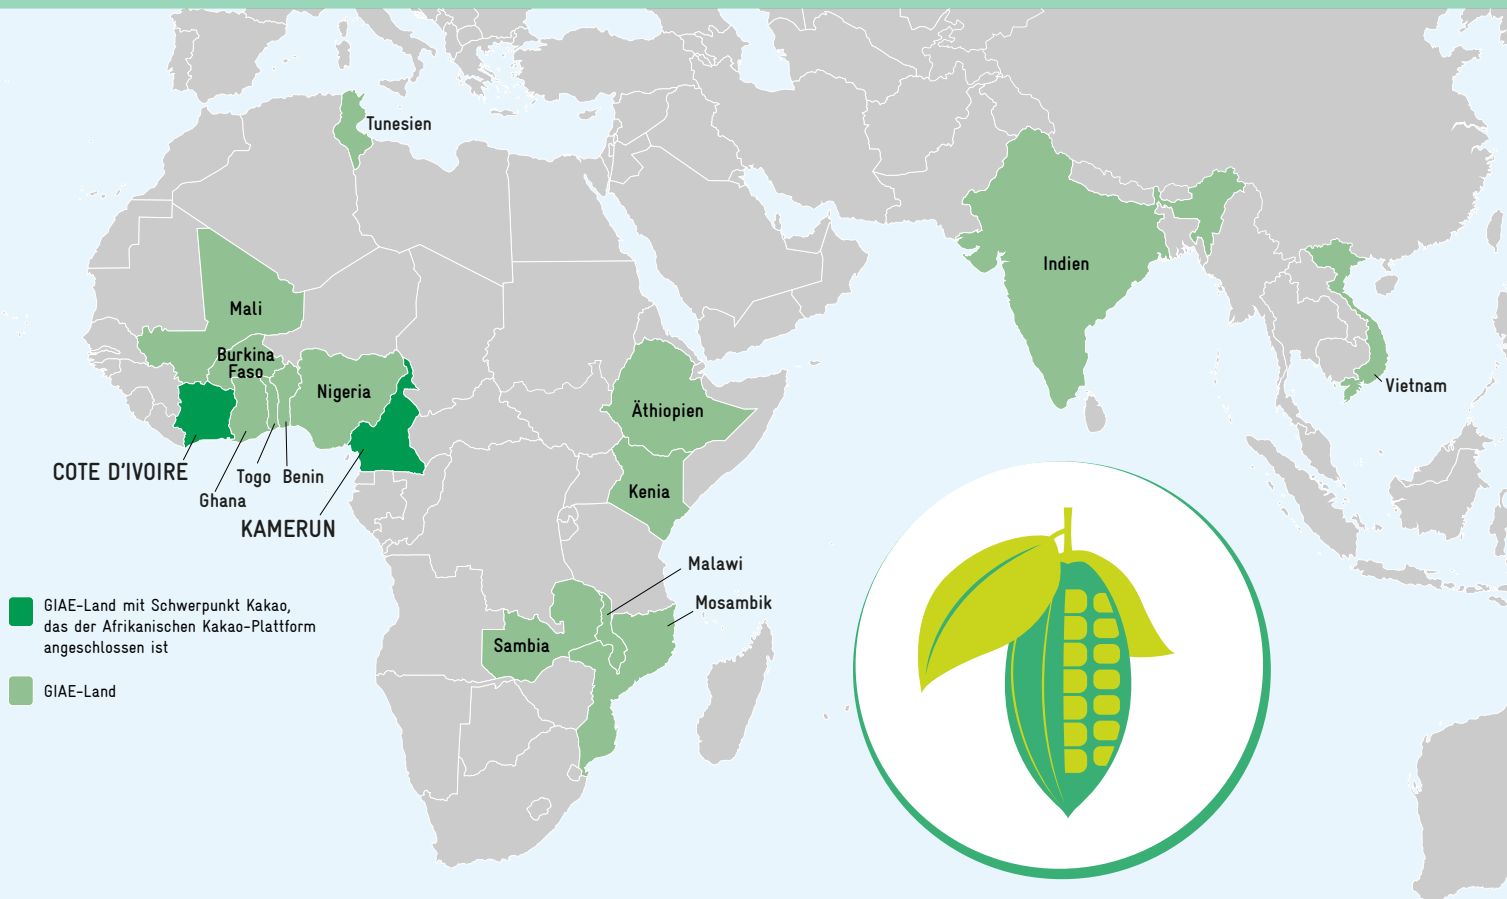 Tunesien
Mali
Burkina
Faso
Nigeria
Äthiopien
Kenia
Indien
Vietnam
COTE D'IVOIRE
Togo
Benin
Ghana
KAMERUN
Malawi
Mosambik
Sambia
GIAE-Land mit Schwerpunkt Kakao,
das der Afrikanischen Kakao-Plattform
angeschlossen ist
GIAE-Land